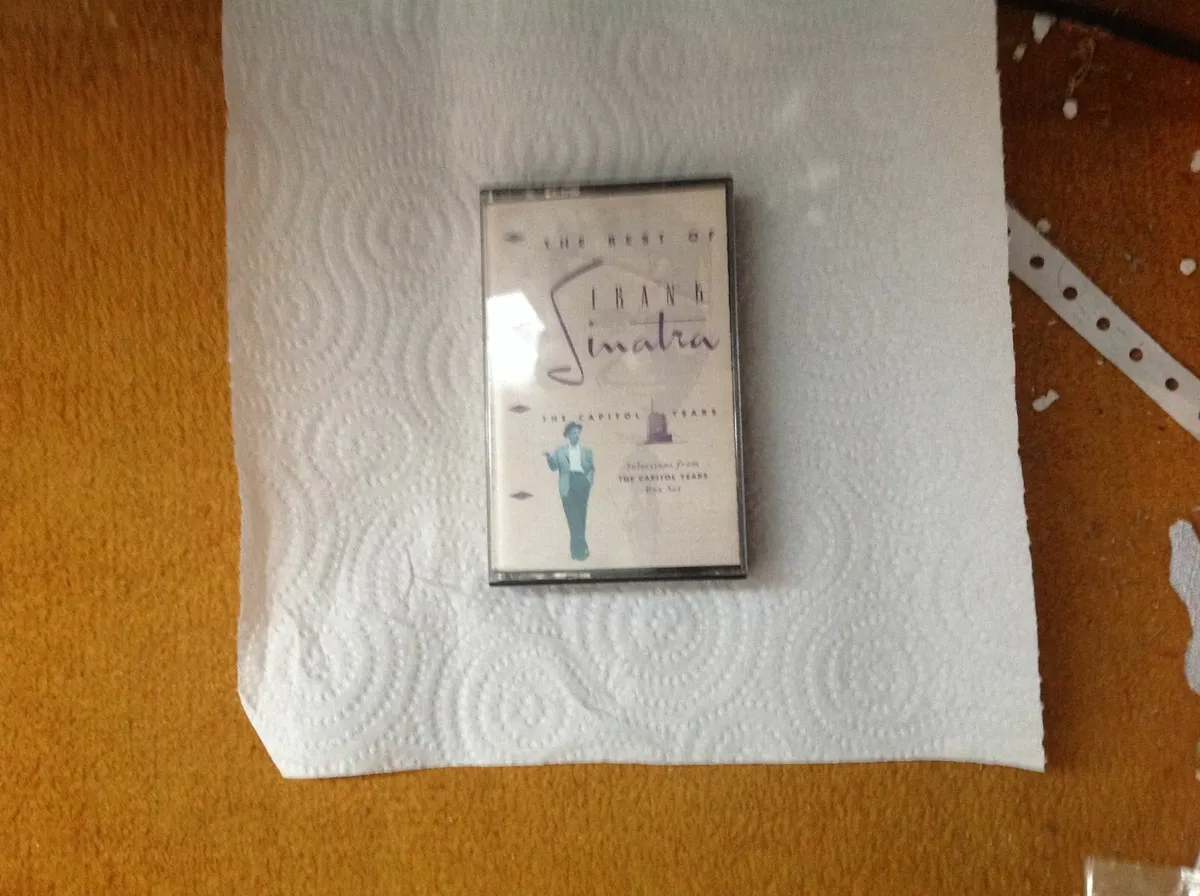 THE BEST OF
FRANK
Sinatra
THE CAPITOL YEARS
Selections from
THE CAPITOL YEARS
Box Set